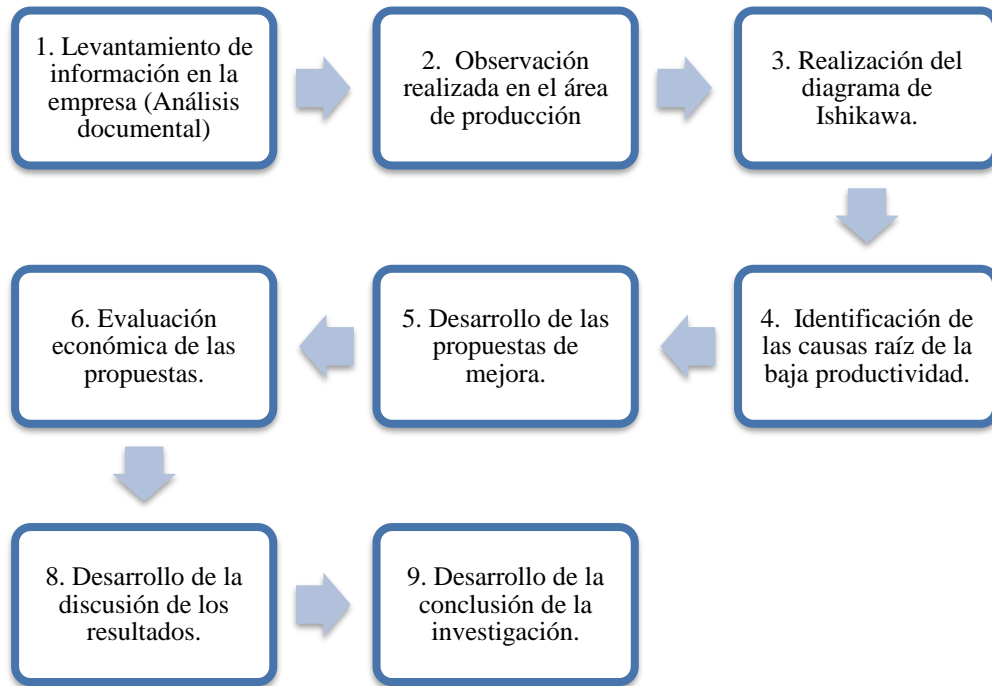 1. Levantamiento de
información en la
empresa (Análisis
documental)
2. Observación
realizada en el área
de producción
3. Realización del
diagrama de
Ishikawa.
4. Identificación de
las causas raíz de la
baja productividad.
5. Desarrollo de las
propuestas de
mejora.
6. Evaluación
económica de las
propuestas.
8. Desarrollo de la
discusión de los
resultados.
9. Desarrollo de la
conclusión de la
investigación.